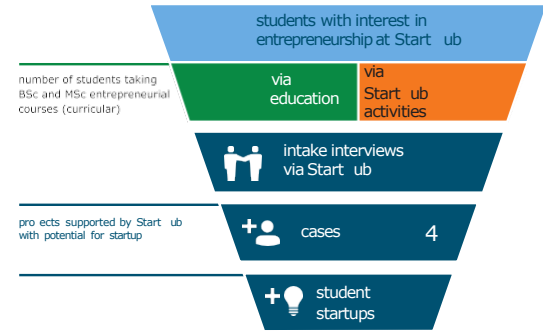 students with interest in
entrepreneurship at Start ub
number of students taking
BSc and MSc entrepreneurial
courses (curricular)
via
education
via
Start ub
activities
intake interviews
via Start ub
pro ects supported by Start ub
with potential for startup
cases 4
student
startups